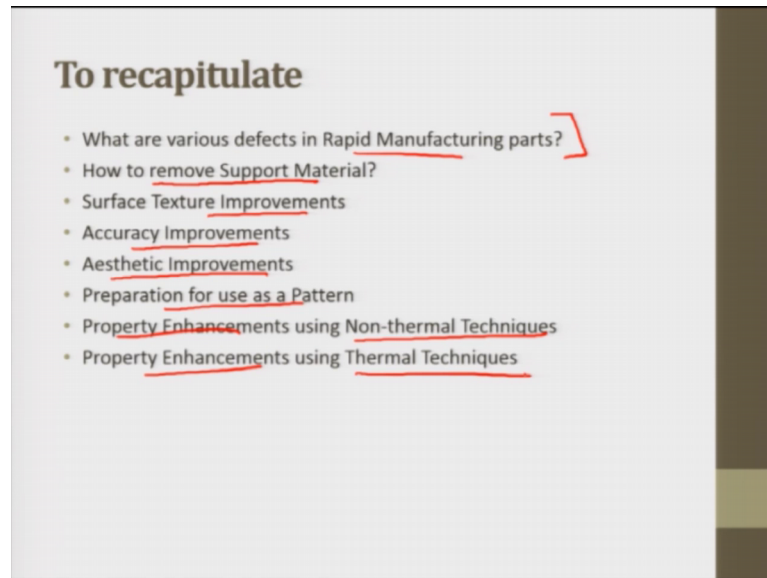 To recapitulate
• What are various defects in Rapid Manufacturing parts?
• How to remove Support Material?
• Surface Texture Improvements
• Accuracy Improvements
• Aesthetic Improvements
• Preparation for use as a Pattern
• Property Enhancements using Non-thermal Techniques
• Property Enhancements using Thermal Techniques